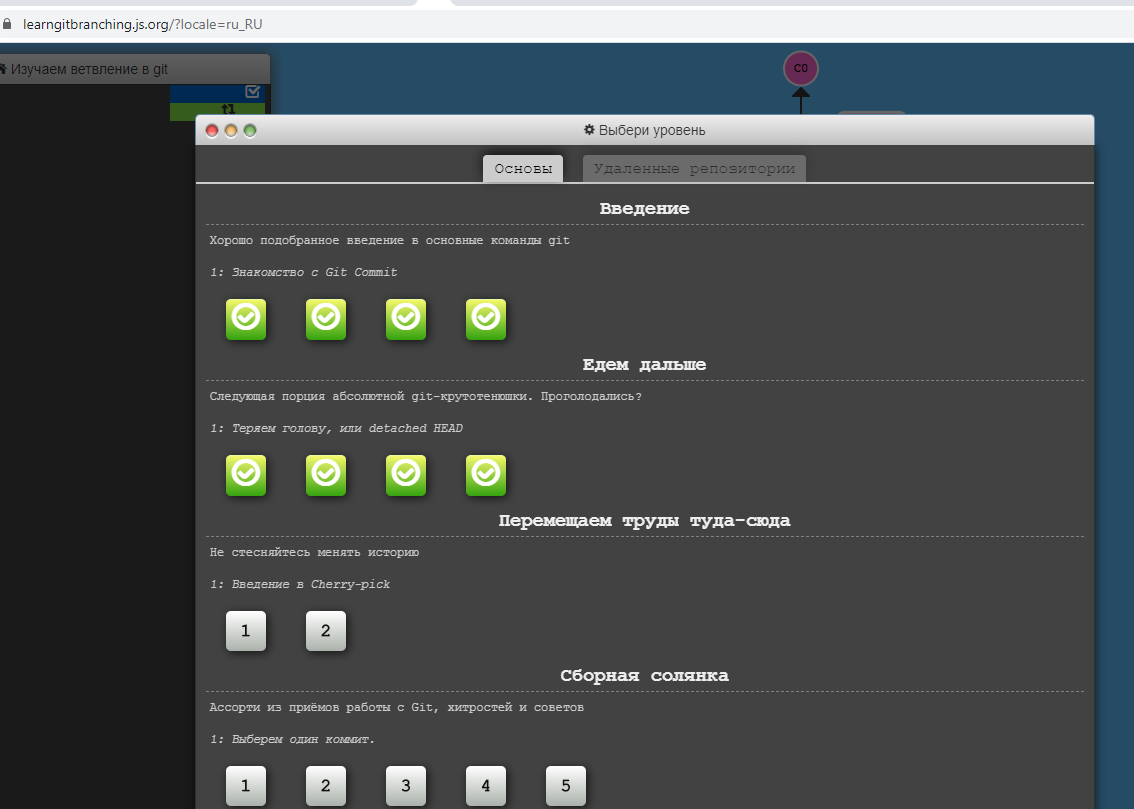 learngitbranching.js.org/?locale=ru_RU
Изучаем ветвление в git
C0
Выбери уровень
Основы
Удаленные репозитории
Введение
Хорошо подобранное введение в основные команды git
1: Знакомство с Git Commit
Едем дальше
Следующая порция абсолютной git-крутотенюшки. Проголодались?
1: Теряем голову, или detached HEAD
Перемещаем труды туда-сюда
Не стесняйтесь менять историю
1: Введение в Cherry-pick
1 2
Сборная солянка
Ассорти из приёмов работы с Git, хитростей и советов
1: Выберем один коммит.
1 2 3 4 5